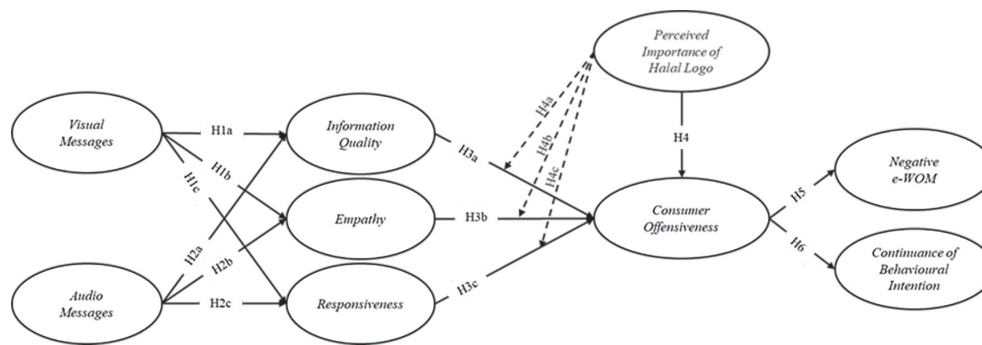 Perceived
Importance of
Halal Logo
Visual
Messages
H1a
Information
Quality
H4a
H4b
H4c
H4
H3a
H1b
H1c
Negative
e-WOM
Empathy
H3b
Consumer
Offensiveness
H5
H6
H2a
H2b
Continuance of
Behavioural
Intention
Audio
Messages
H2c
Responsiveness
H3c